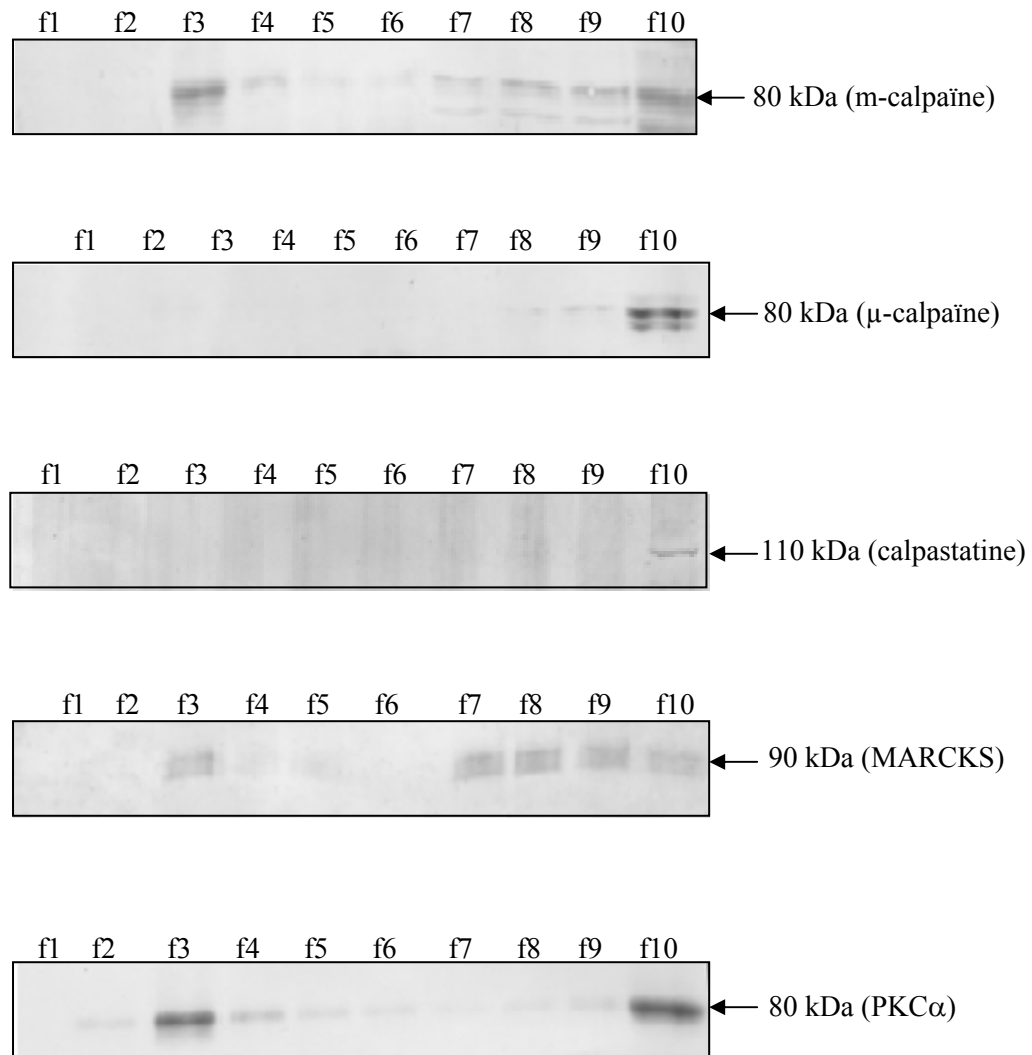 f1 f2 f3 f4 f5 f6 f7 f8 f9 f10
80 kDa (m-calpaïne)
f1 f2 f3 f4 f5 f6 f7 f8 f9 f10
80 kDa (µ-calpaïne)
f1 f2 f3 f4 f5 f6 f7 f8 f9 f10
110 kDa (calpastatine)
f1 f2 f3 f4 f5 f6 f7 f8 f9 f10
90 kDa (MARCKS)
f1 f2 f3 f4 f5 f6 f7 f8 f9 f10
80 kDa (PKCα)